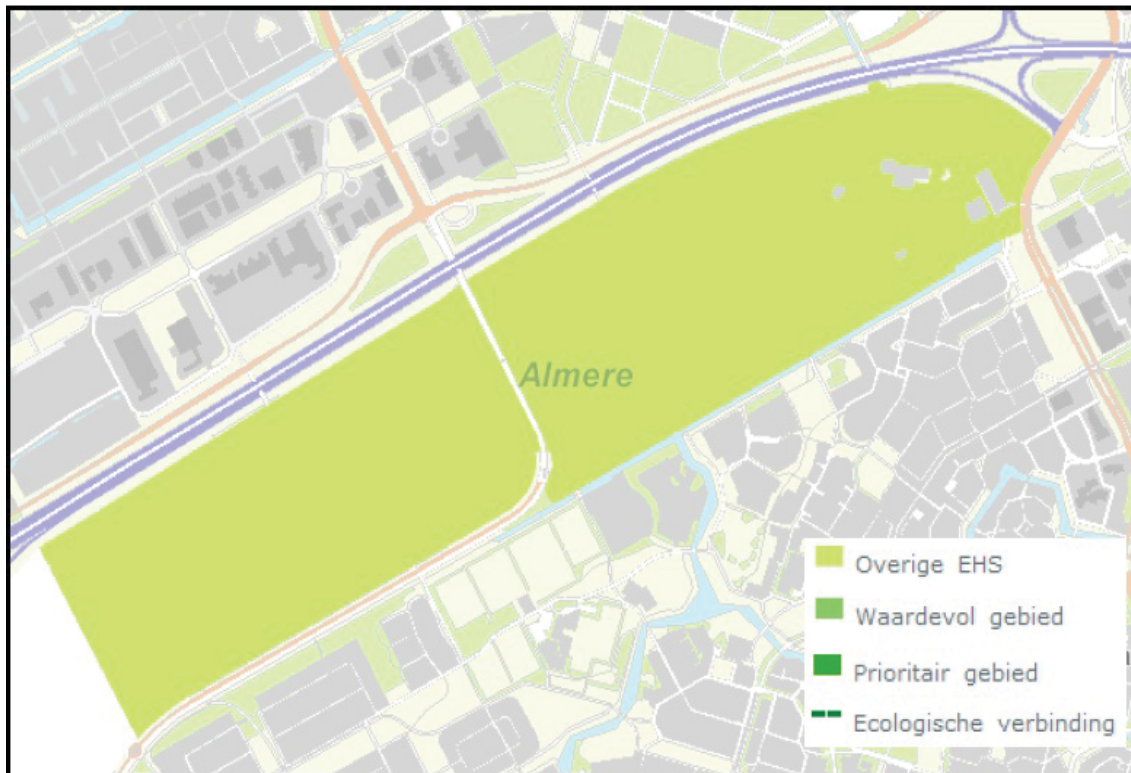 Almere
Overige EHS
Waardevol gebied
Prioritair gebied
Ecologische verbinding